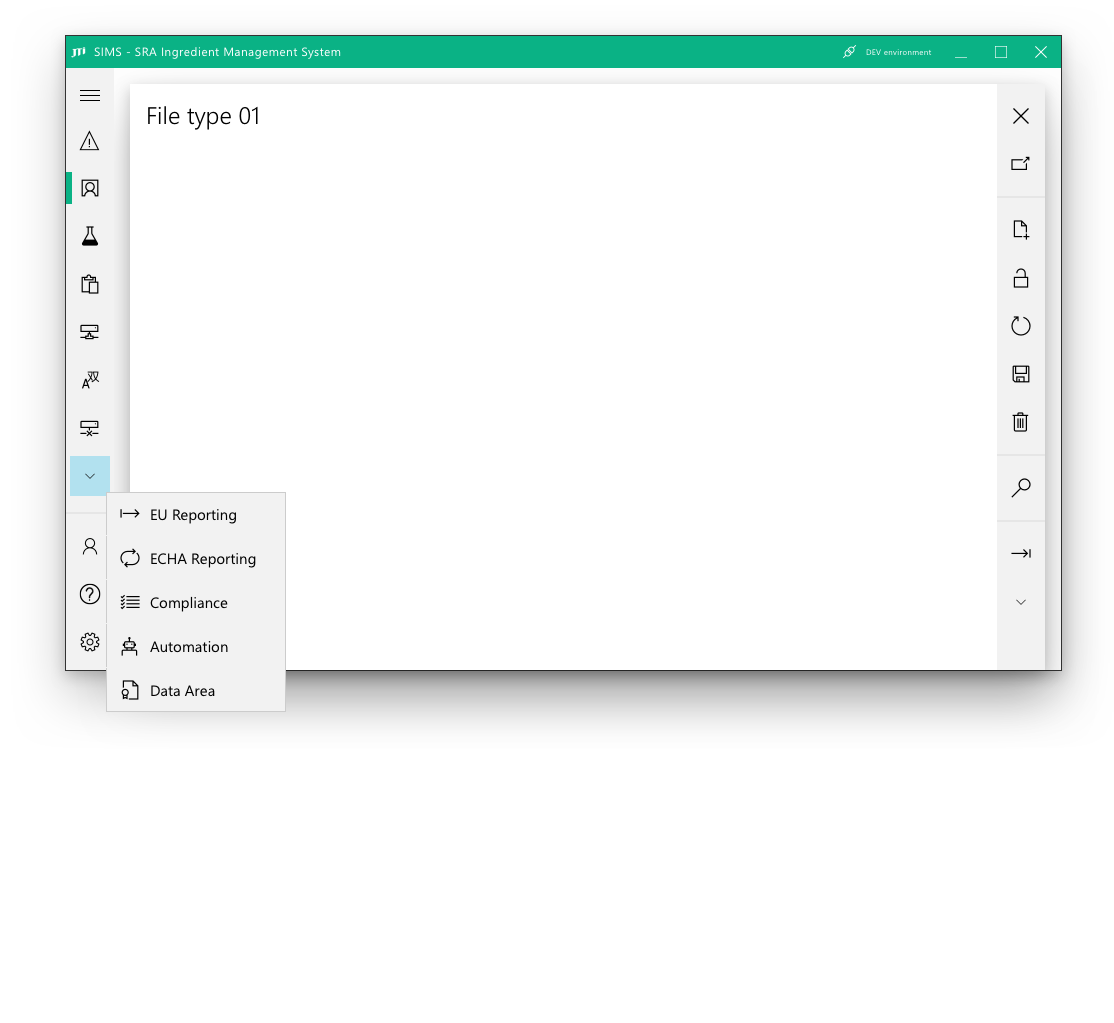 JTI SIMS - SRA Ingredient Management System
DEV environment
File type 01
EU Reporting
ECHA Reporting
Compliance
Automation
Data Area